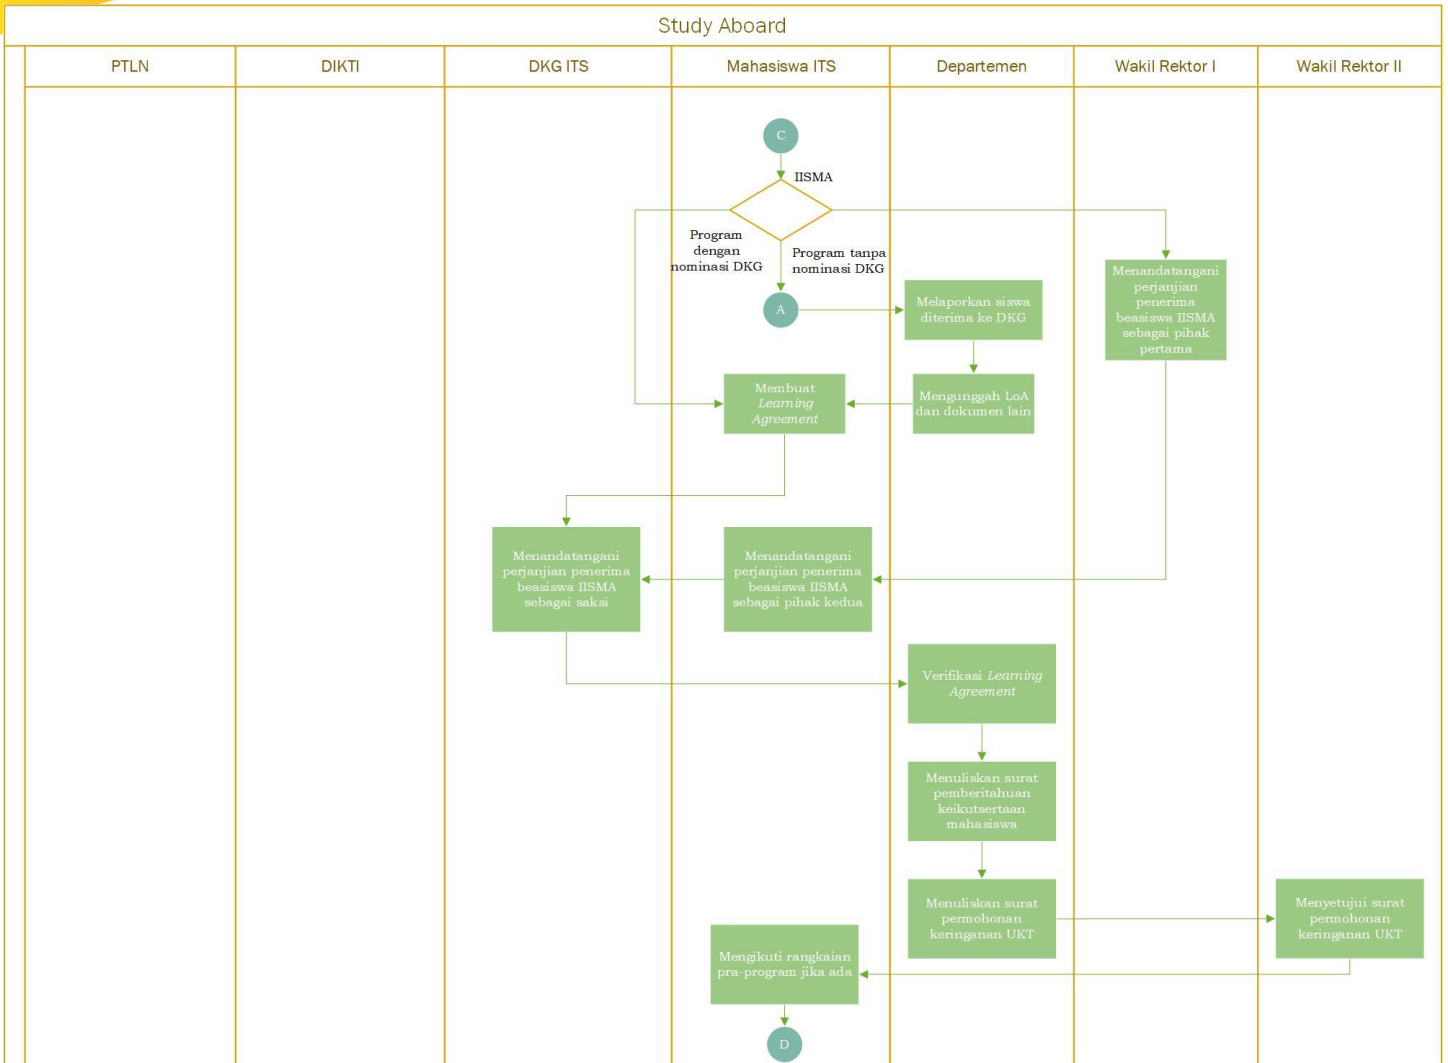 Study Aboard
PTLN
DIKTI
DKG ITS
Mahasiswa ITS
Departemen
Wakil Rektor I
Wakil Rektor II
C
IISMA
Program
dengan
nominasi DKG
Program tanpa
nominasi DKG
A
Melaporkan siswa
diterima ke DKG
Menandatangani
perjanjian
penerima
beasiswa IISMA
sebagai pihak
pertama
Membuat
Learning
Agreement
Mengunggah LoA
dan dokumen lain
Menandatangani
perjanjian penerima
beasiswa IISMA
sebagai saksi
Menandatangani
perjanjian penerima
beasiswa IISMA
sebagai pihak kedua
Verifikasi Learning
Agreement
Menuliskan surat
pemberitahuan
keikutsertaan
mahasiswa
Menuliskan surat
permohonan
keringanan UKT
Menyetujui surat
permohonan
keringanan UKT
Mengikuti rangkaian
pra-program jika ada
D